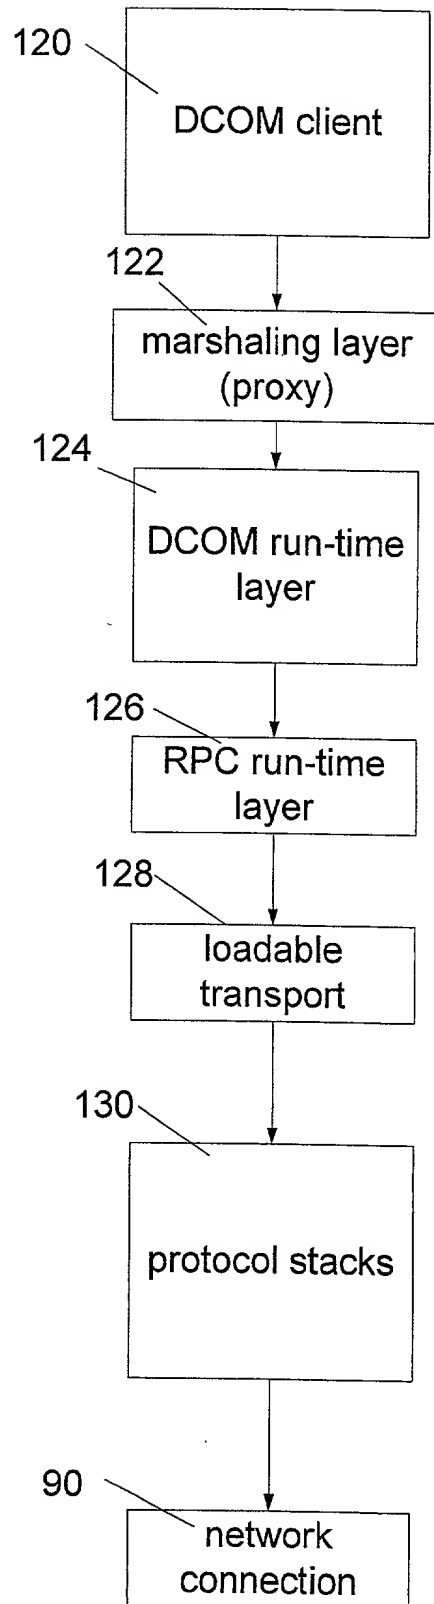 120
DCOM client
122
marshaling layer
(proxy)
124
DCOM run-time
layer
126
RPC run-time
layer
128
loadable
transport
130
protocol stacks
90
network
connection